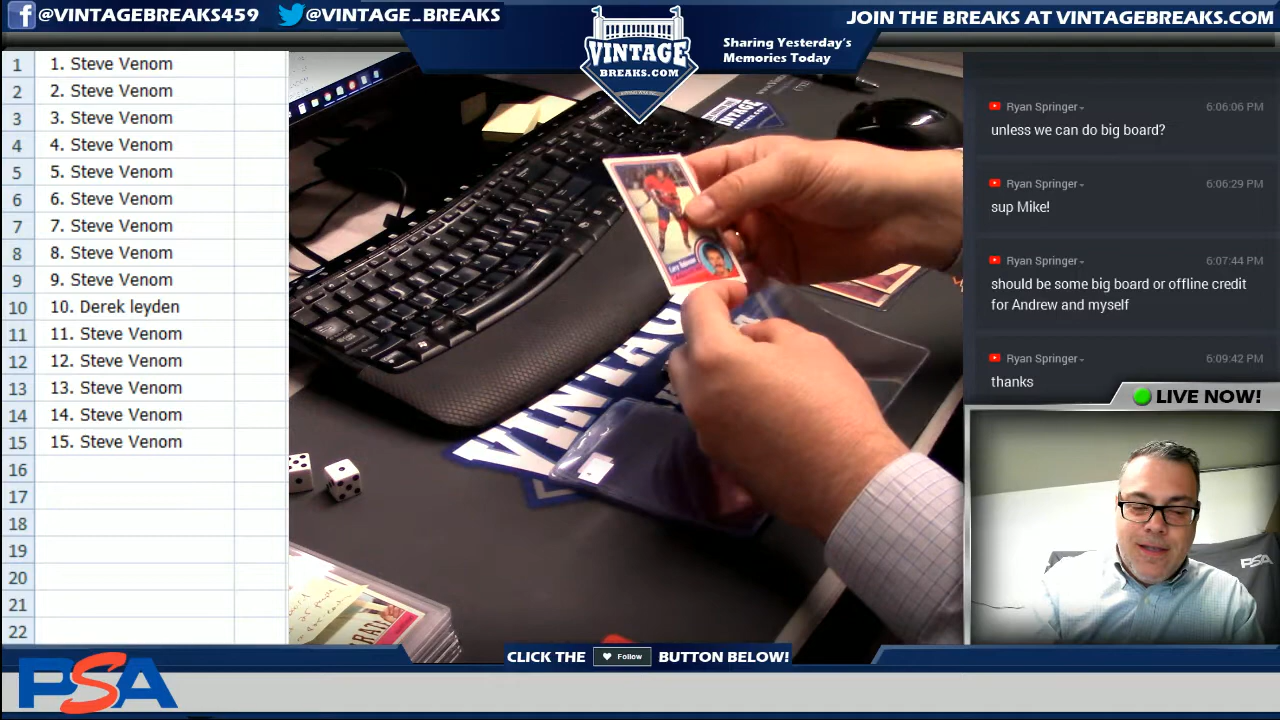 @VINTAGEBREAKS459
@VINTAGE_BREAKS
VINTAGE
BREAKS.COM
Sharing Yesterday's
Memories Today
JOIN THE BREAKS AT VINTAGEBREAKS.COM
1 1. Steve Venom
2 2. Steve Venom
3 3. Steve Venom
4 4. Steve Venom
5 5. Steve Venom
6 6. Steve Venom
7 7. Steve Venom
8 8. Steve Venom
9 9. Steve Venom
10 10. Derek leyden
11 11. Steve Venom
12 12. Steve Venom
13 13. Steve Venom
14 14. Steve Venom
15 15. Steve Venom
16
17
18
19
20
21
22
VINTAGE
Larry Robinson
VINTAG
Ryan Springer 6:06:06 PM
unless we can do big board?
Ryan Springer 6:06:29 PM
sup Mike!
Ryan Springer 6:07:44 PM
should be some big board or offline credit
for Andrew and myself
Ryan Springer 6:09:42 PM
thanks
LIVE NOW!
PSA
CLICK THE Follow BUTTON BELOW!
PSA